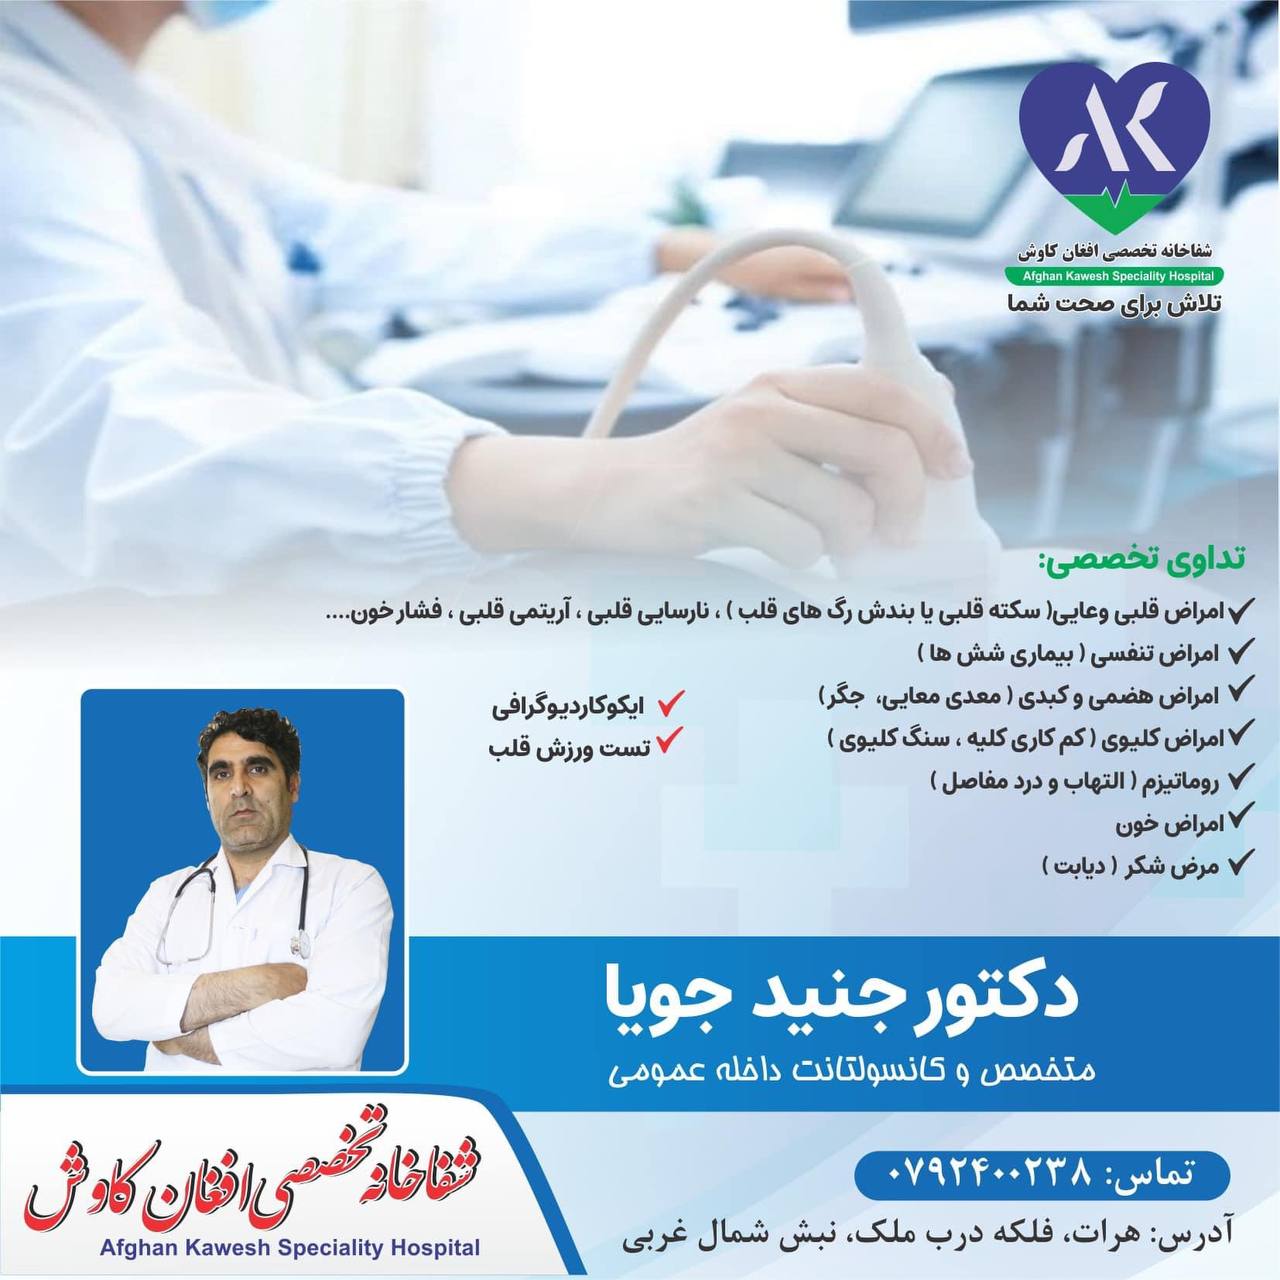 شفاخانه تخصصی افغان کاوش
Afghan Kawesh Speciality Hospital
تلاش برای صحت شما
تداوی تخصصی:
امراض قلبی وعایی( سکته قلبی یا بندش رگ های قلب ) ، نارسایی قلبی ، آریتمی قلبی ، فشار خون....
امراض تنفسی ( بیماری شش ها )
امراض هضمی و کبدی ( معدی معایی، جگر)
امراض کلیوی ( کم کاری کلیه ، سنگ کلیوی )
روماتیزم ( التهاب و درد مفاصل )
امراض خون
مرض شکر ( دیابت )
ایکوکاردیوگرافی
تست ورزش قلب
دکتور جنید جویا
متخصص و کانسولتانت داخله عمومی
تماس: ۰۷۹۲۴۰۰۲۳۸
آدرس: هرات، فلکه درب ملک، نبش شمال غربی
شفاخانه تخصصی افغان کاوش
Afghan Kawesh Speciality Hospital